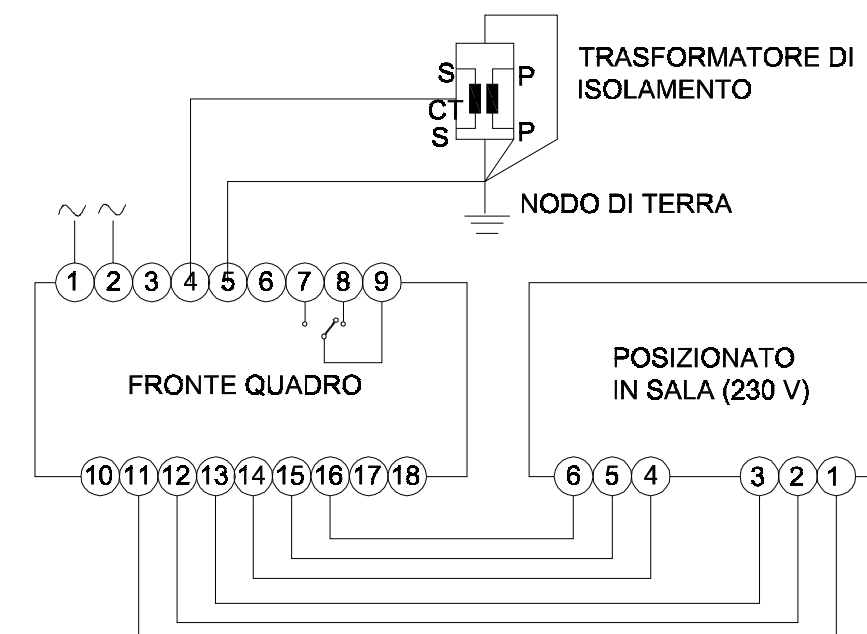 TRASFORMATORE DI
ISOLAMENTO
S P
CT
S P
NODO DI TERRA
1 2 3 4 5 6 7 8 9
FRONTE QUADRO
POSIZIONATO
IN SALA (230 V)
10 11 12 13 14 15 16 17 18
6 5 4 3 2 1